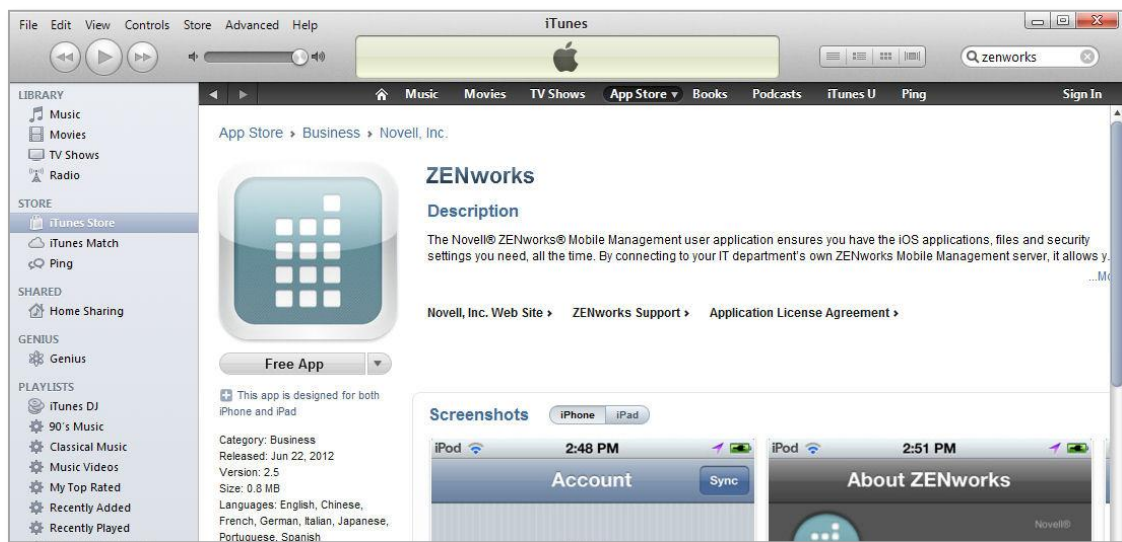 File Edit View Controls Store Advanced Help
iTunes
zenworks
LIBRARY
Music
Movies
TV Shows
Radio
STORE
iTunes Store
iTunes Match
Ping
SHARED
Home Sharing
GENIUS
Genius
PLAYLISTS
iTunes DJ
90's Music
Classical Music
Music Videos
My Top Rated
Recently Added
Recently Played
Music Movies TV Shows App Store Books Podcasts iTunes U Ping Sign In
App Store › Business › Novell, Inc.
Free App
This app is designed for both
iPhone and iPad
Category: Business
Released: Jun 22, 2012
Version: 2.5
Size: 0.8 MB
Languages: English, Chinese,
French, German, Italian, Japanese,
Portuguese, Spanish
ZENworks
Description
The Novell® ZENworks® Mobile Management user application ensures you have the iOS applications, files and security
settings you need, all the time. By connecting to your IT department's own ZENworks Mobile Management server, it allows y.
...Mo
Novell, Inc. Web Site › ZENworks Support › Application License Agreement ›
Screenshots iPhone iPad
iPod 2:48 PM
Account Sync
iPod 2:51 PM
About ZENworks
Novell®